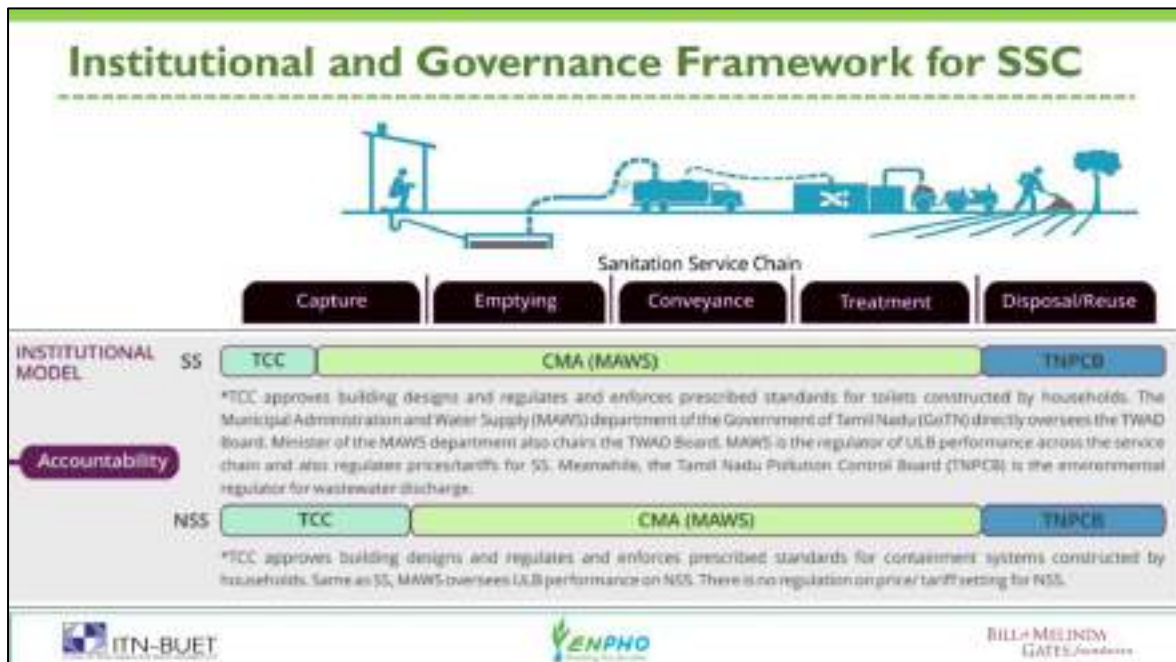 Institutional and Governance Framework for SSC
Sanitation Service Chain
Capture Emptying Conveyance Treatment Disposal/Reuse
INSTITUTIONAL MODEL SS TCC CMA (MAWS) TNPCB
*TCC approves building designs and regulates and enforces prescribed standards for toilets constructed by households. The
Municipal Administration and Water Supply (MAWS) department of the Government of Tamil Nadu (GoTN) directly oversees the TWAD
Board. Minister of the MAWS department also chairs the TWAD Board. MAWS is the regulator of ULB performance across the service
chain and also regulates prices/tariffs for SS. Meanwhile, the Tamil Nadu Pollution Control Board (TNPCB) is the environmental
regulator for wastewater discharge.
Accountability
NSS TCC CMA (MAWS) TNPCB
*TCC approves building designs and regulates and enforces prescribed standards for containment systems constructed by
households. Same as SS, MAWS oversees ULB performance on NSS. There is no regulation on price/ tariff setting for NSS.
ITN-BUET
ENPHO
BILL & MELINDA
GATES foundation